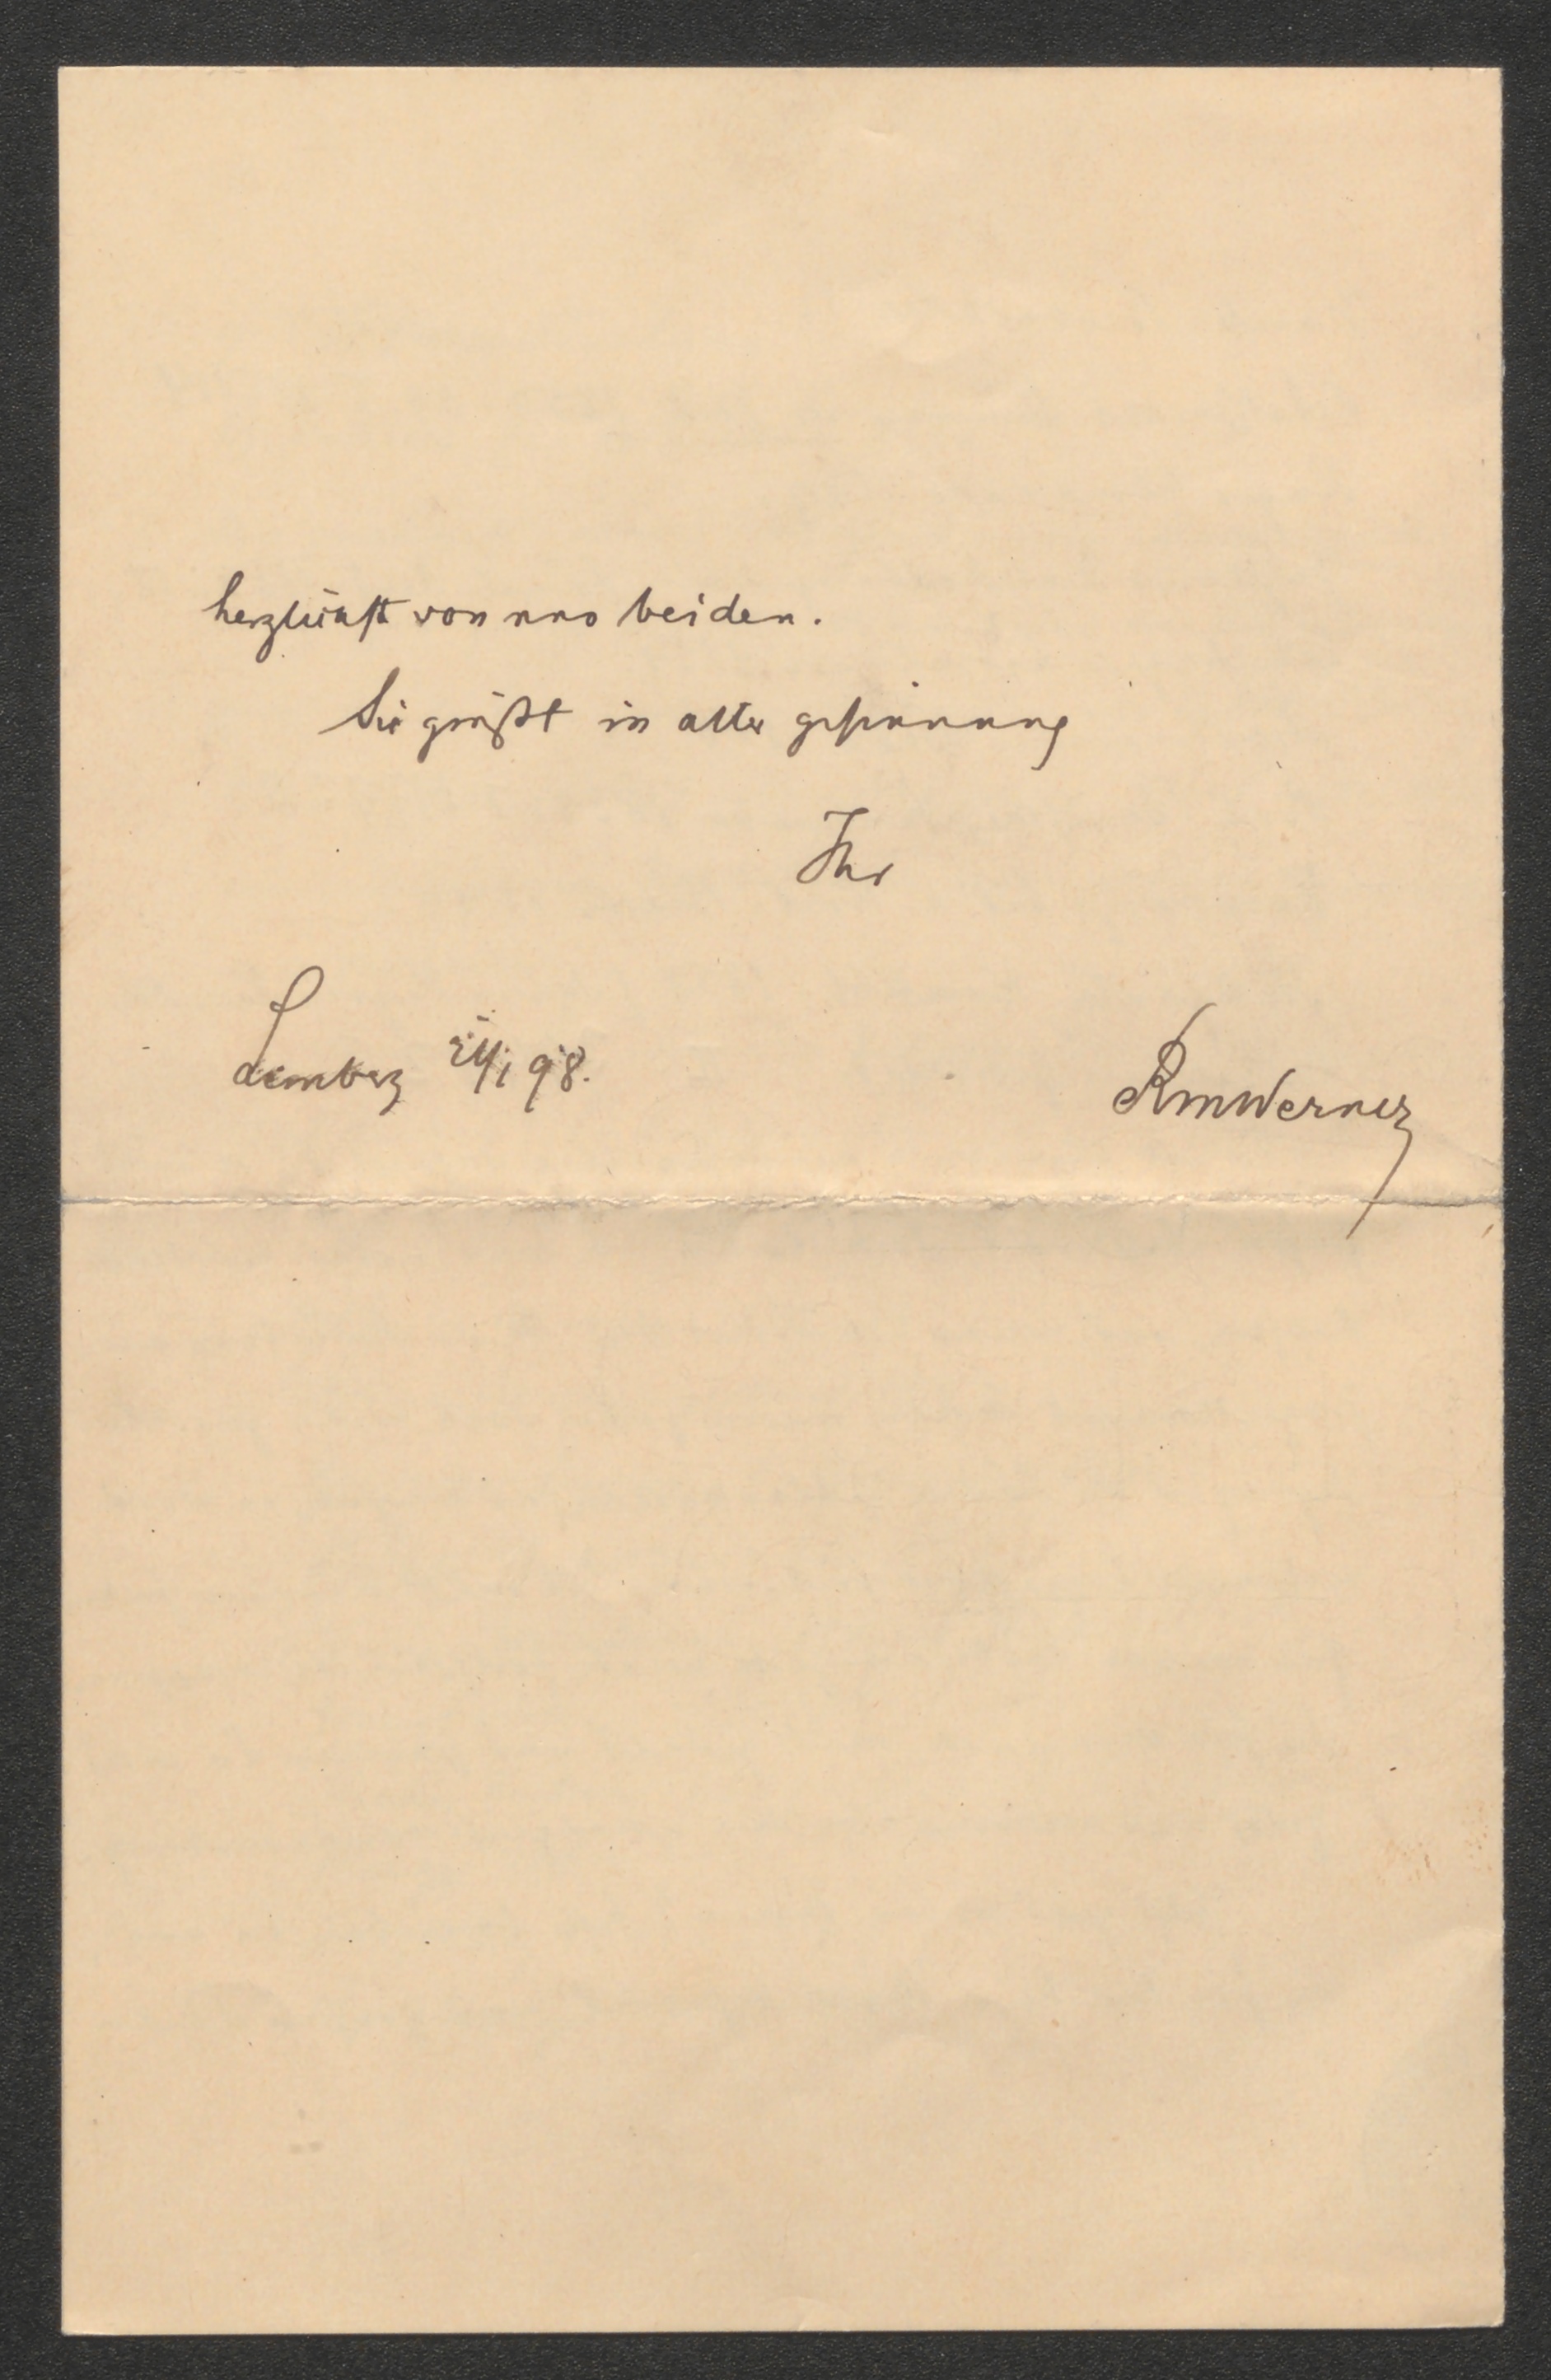 herzlichst von uns beiden.
Sie grüßt in alter gesinnung
Ihr
Lemberg 24/1 98.
RMWerner